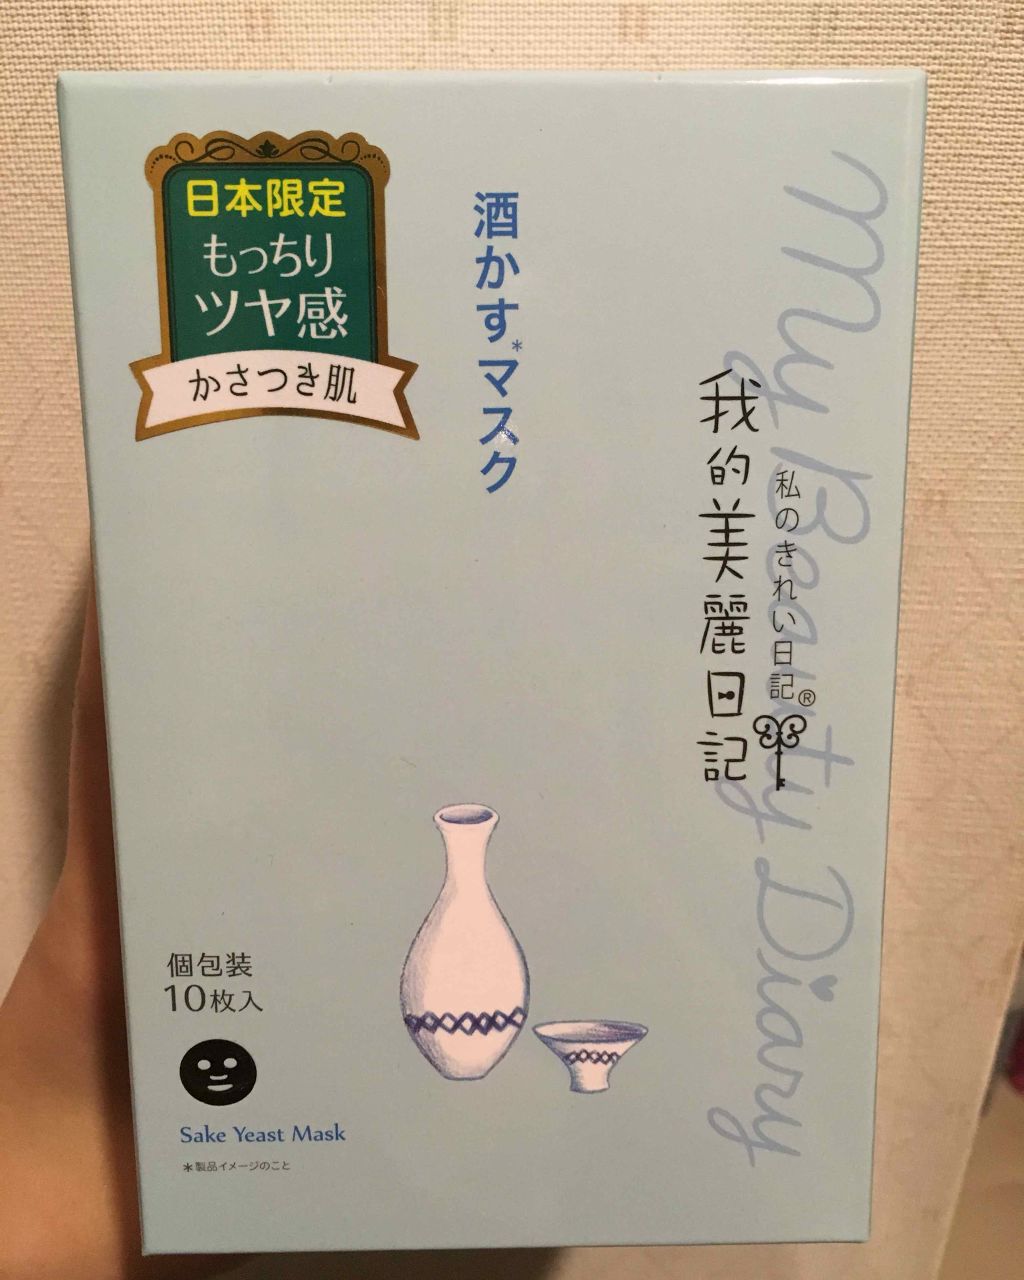 日本限定
もっちり
ツヤ感
かさつき肌
酒かす*マスク
我的美麗日記
私のきれい日記®
My Beauty Diary
個包装
10枚入
Sake Yeast Mask
*製品イメージのこと